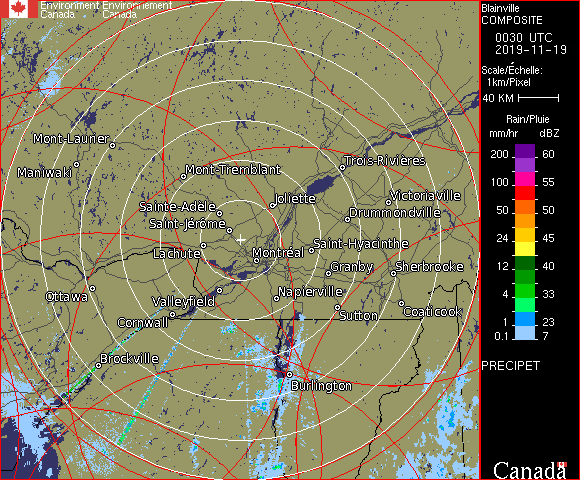 Environment Environnement
Canada Canada
Blainville
COMPOSITE
0030 UTC
2019-11-19
Scale/Échelle:
1km/Pixel
40 KM
Rain/Pluie
mm/hr dBZ
200 60
150 57
100 55
50 50
24 45
12 40
4 33
1 23
0.1 7
PRECIPET
Canada
Mont-Laurier
Maniwaki
Mont-Tremblant
Trois-Rivières
Joliette
Victoriaville
Sainte-Adèle
Drummondville
Saint-Jérôme
Lachute
Montréal
Saint-Hyacinthe
Granby
Sherbrooke
Ottawa
Valleyfield
Napierville
Sutton
Coaticook
Cornwall
Brockville
Burlington